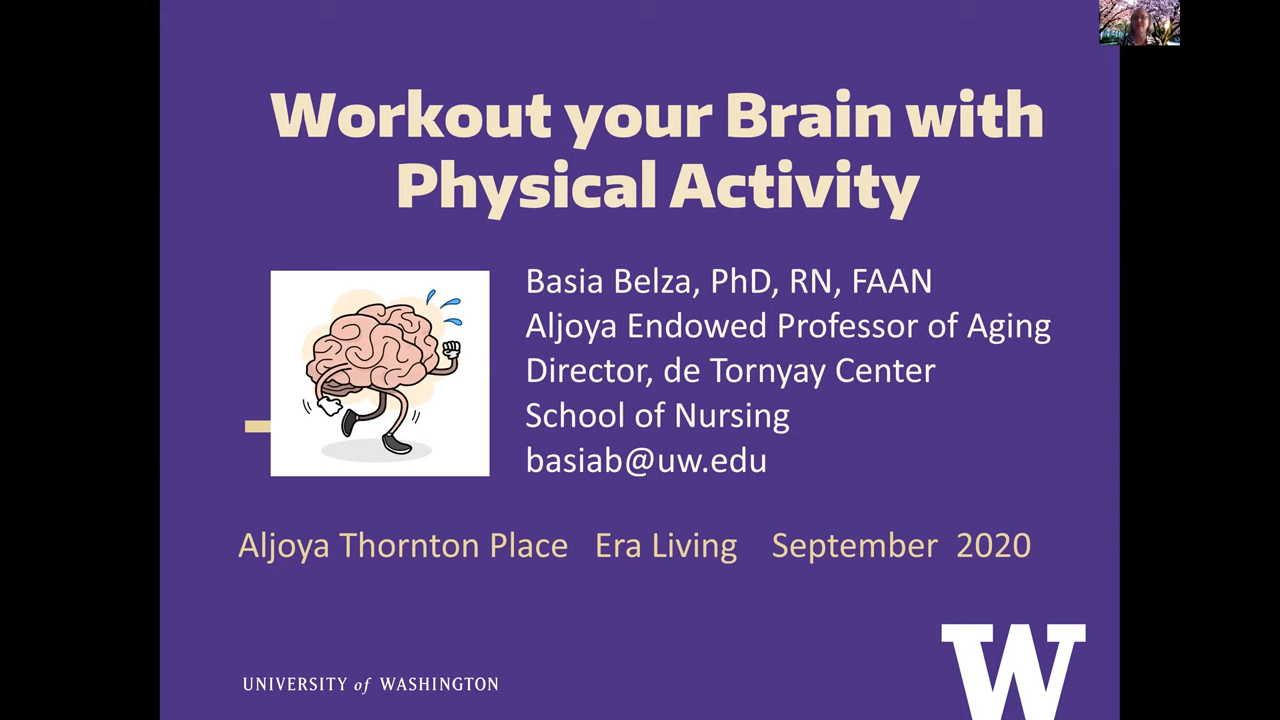 Workout your Brain with
Physical Activity
Basia Belza, PhD, RN, FAAN
Aljoya Endowed Professor of Aging
Director, de Tornyay Center
School of Nursing
basiab@uw.edu
Aljoya Thornton Place Era Living September 2020
UNIVERSITY of WASHINGTON
W